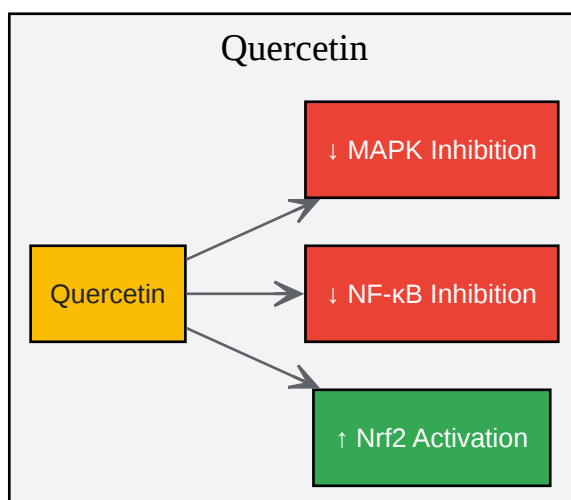 Quercetin
↓ MAPK Inhibition
Quercetin
↓ NF-κB Inhibition
↑ Nrf2 Activation